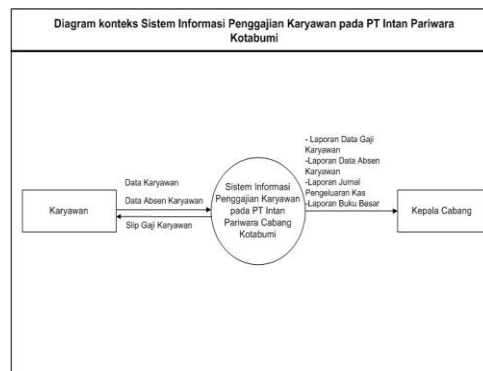 Diagram konteks Sistem Informasi Penggajian Karyawan pada PT Intan Pariwara
Kotabumi
Karyawan
Data Karyawan
Data Absen Karyawan
Slip Gaji Karyawan
Sistem Informasi
Penggajian Karyawan
pada PT Intan
Pariwara Cabang
Kotabumi
- Laporan Data Gaji
Karyawan
-Laporan Data Absen
Karyawan
-Laporan Jurnal
Pengeluaran Kas
-Laporan Buku Besar
Kepala Cabang